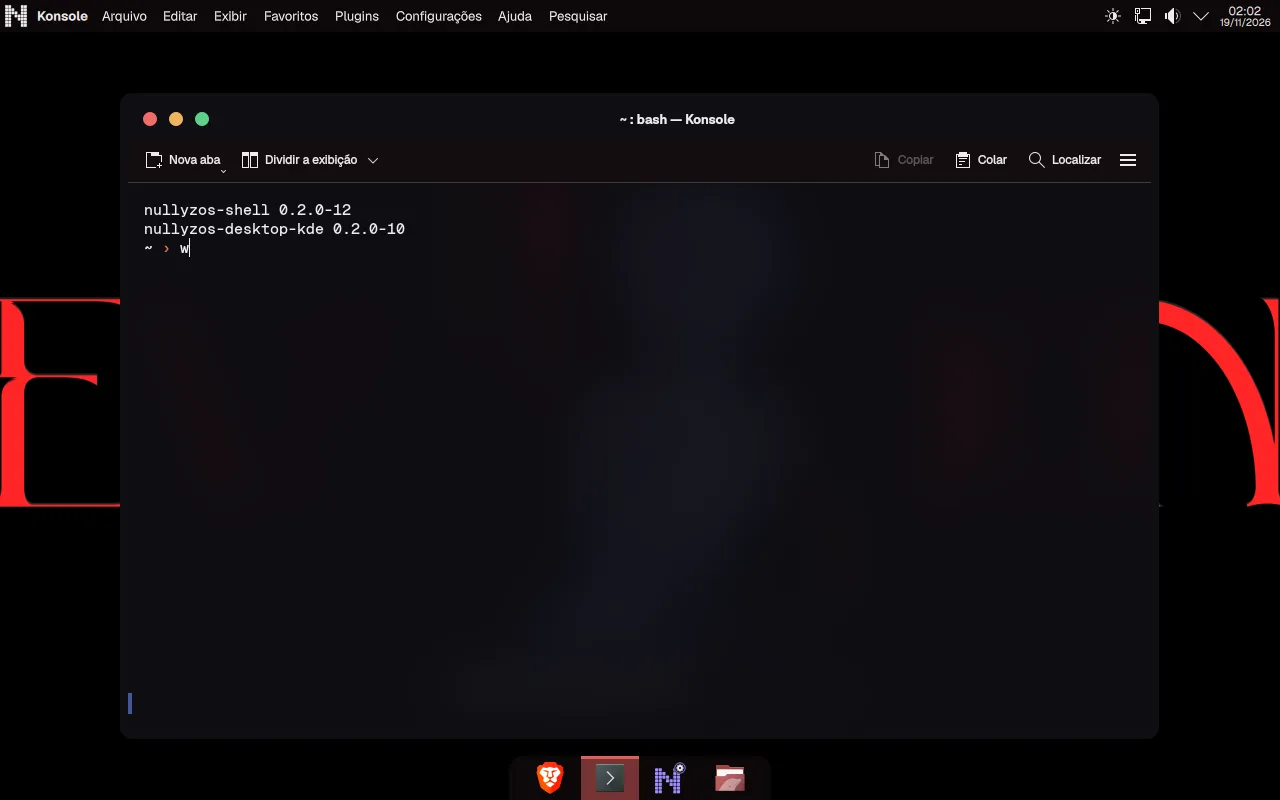 Konsole Arquivo Editar Exibir Favoritos Plugins Configurações Ajuda Pesquisar
02:02
19/11/2026
~ : bash — Konsole
Nova aba Dividir a exibição Copiar Colar Localizar
nullyzos-shell 0.2.0-12
nullyzos-desktop-kde 0.2.0-10
~ › w